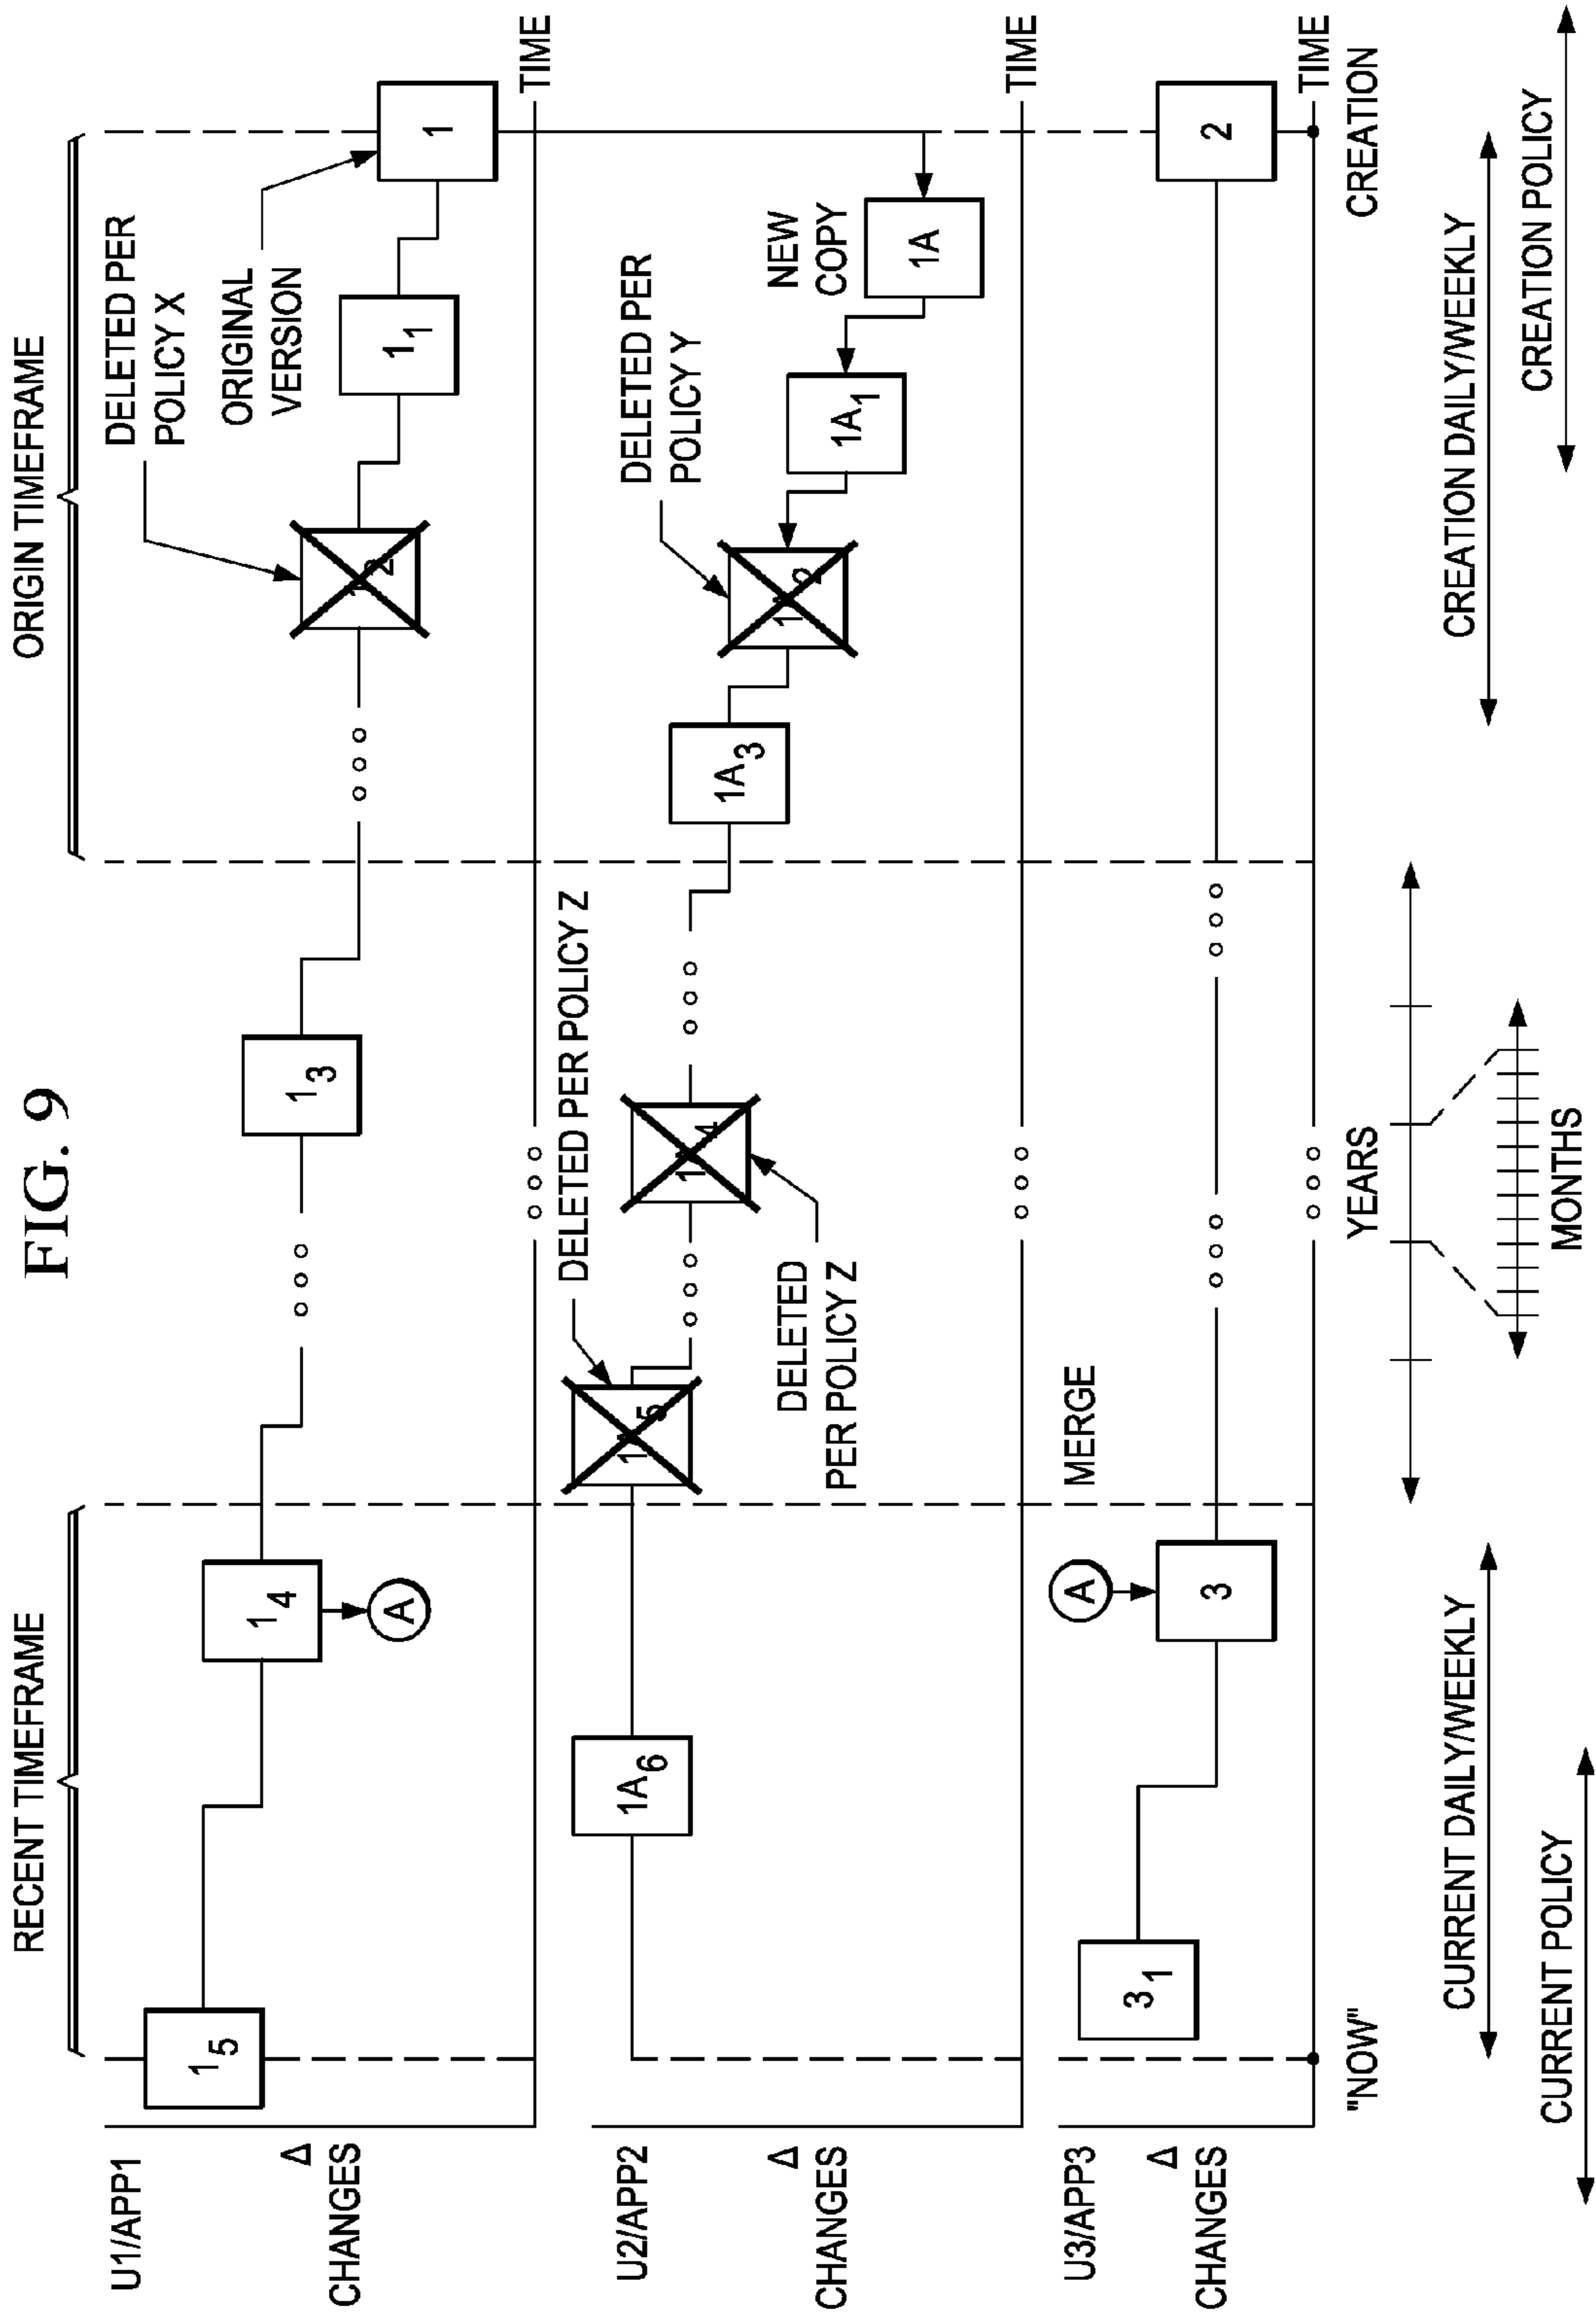 FIG. 9
RECENT TIMEFRAME
ORIGIN TIMEFRAME
U1/APP1
Δ
CHANGES
1₅
1₄
A
1₃
1₂
DELETED PER
POLICY X
1₁
ORIGINAL
VERSION
1
TIME
U2/APP2
Δ
CHANGES
1A₆
DELETED PER POLICY Z
DELETED
PER POLICY Z
1A₃
DELETED PER
POLICY Y
1A₁
NEW
COPY
1A
TIME
U3/APP3
Δ
CHANGES
3₁
A
MERGE
3
2
TIME
"NOW"
YEARS
CREATION
CURRENT DAILY/WEEKLY
MONTHS
CREATION DAILY/WEEKLY
CURRENT POLICY
CREATION POLICY